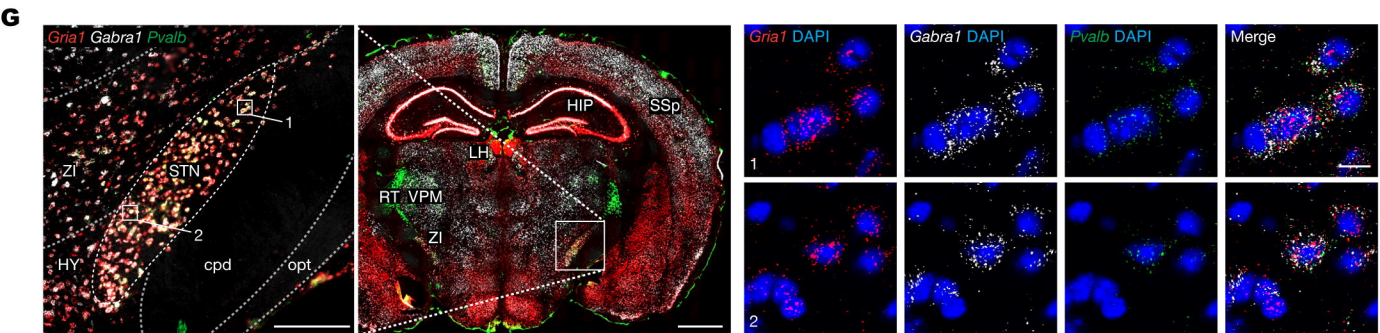 G
Gria1 Gabra1 Pvalb
1
STN
ZI
2
HY
cpd
opt
HIP
SSp
LH
RT
VPM
ZI
Gria1 DAPI
Gabra1 DAPI
Pvalb DAPI
Merge
1
2